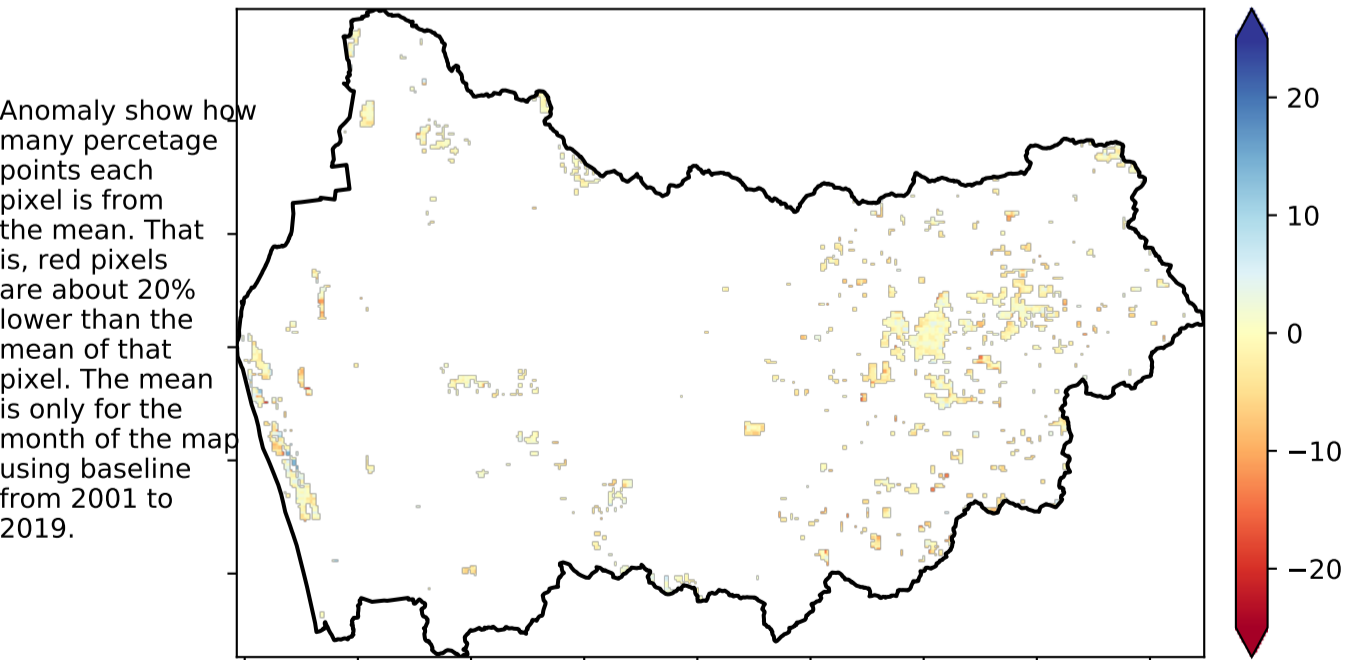 Anomaly show how
many percetage
points each
pixel is from
the mean. That
is, red pixels
are about 20%
lower than the
mean of that
pixel. The mean
is only for the
month of the map
using baseline
from 2001 to
2019.
20
10
0
−10
−20